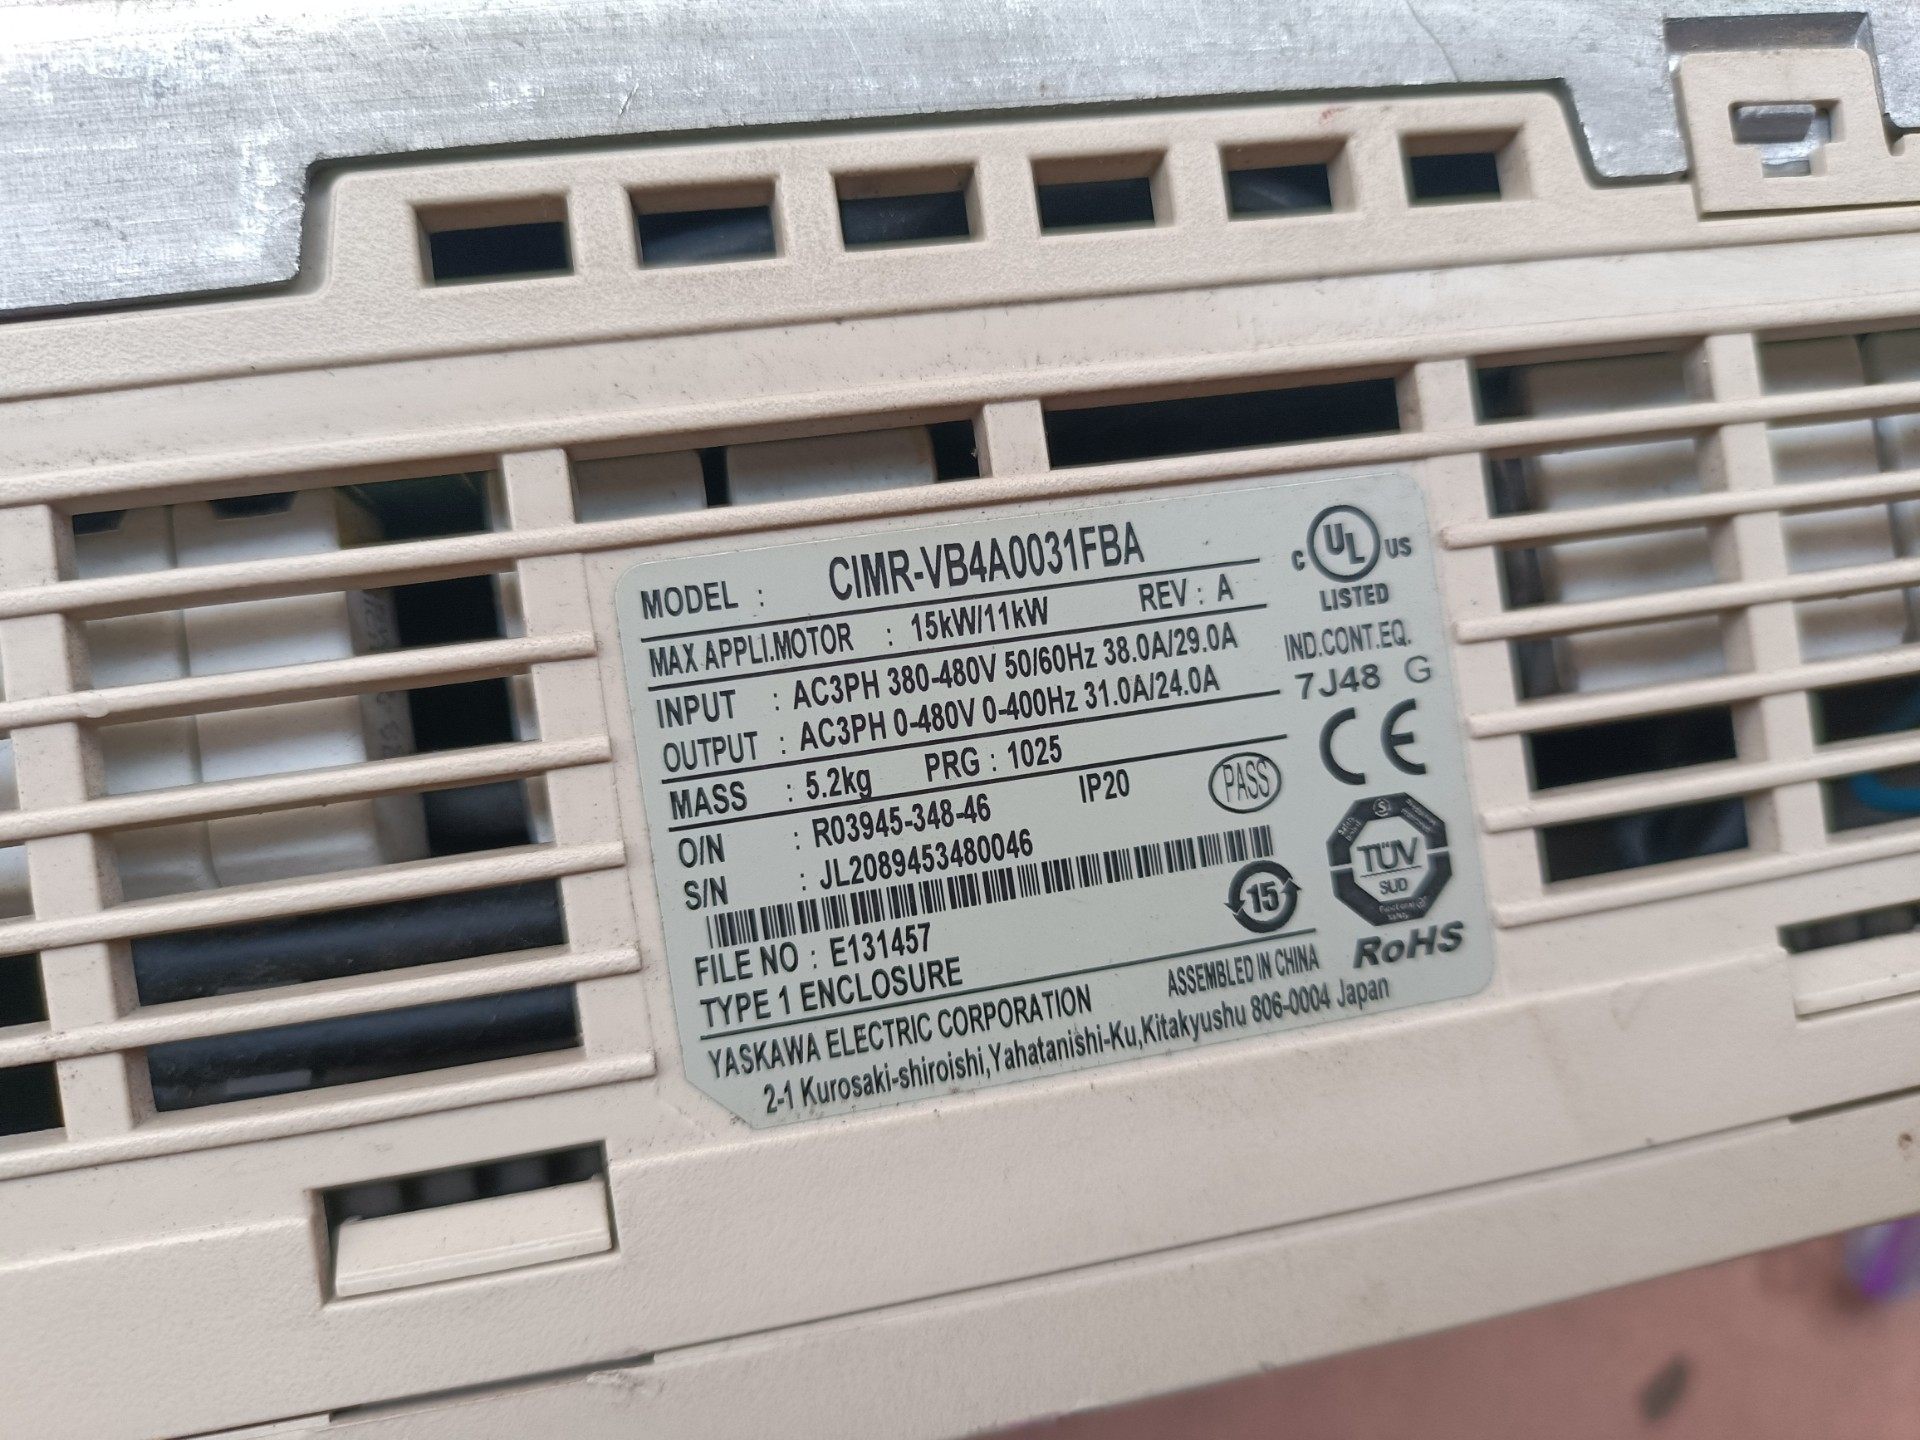 MODEL : CIMR-VB4A0031FBA
MAX APPLI.MOTOR : 15kW/11kW REV : A
INPUT : AC3PH 380-480V 50/60Hz 38.0A/29.0A
OUTPUT : AC3PH 0-480V 0-400Hz 31.0A/24.0A
MASS : 5.2kg PRG : 1025
O/N : R03945-348-46 IP20 PASS
S/N : JL2089453480046
FILE NO : E131457
TYPE 1 ENCLOSURE
15
YASKAWA ELECTRIC CORPORATION ASSEMBLED IN CHINA
2-1 Kurosaki-shiroishi,Yahatanishi-Ku,Kitakyushu 806-0004 Japan
C UL US
LISTED
IND.CONT.EQ.
7J48 G
CE
TÜV
SUD
RoHS